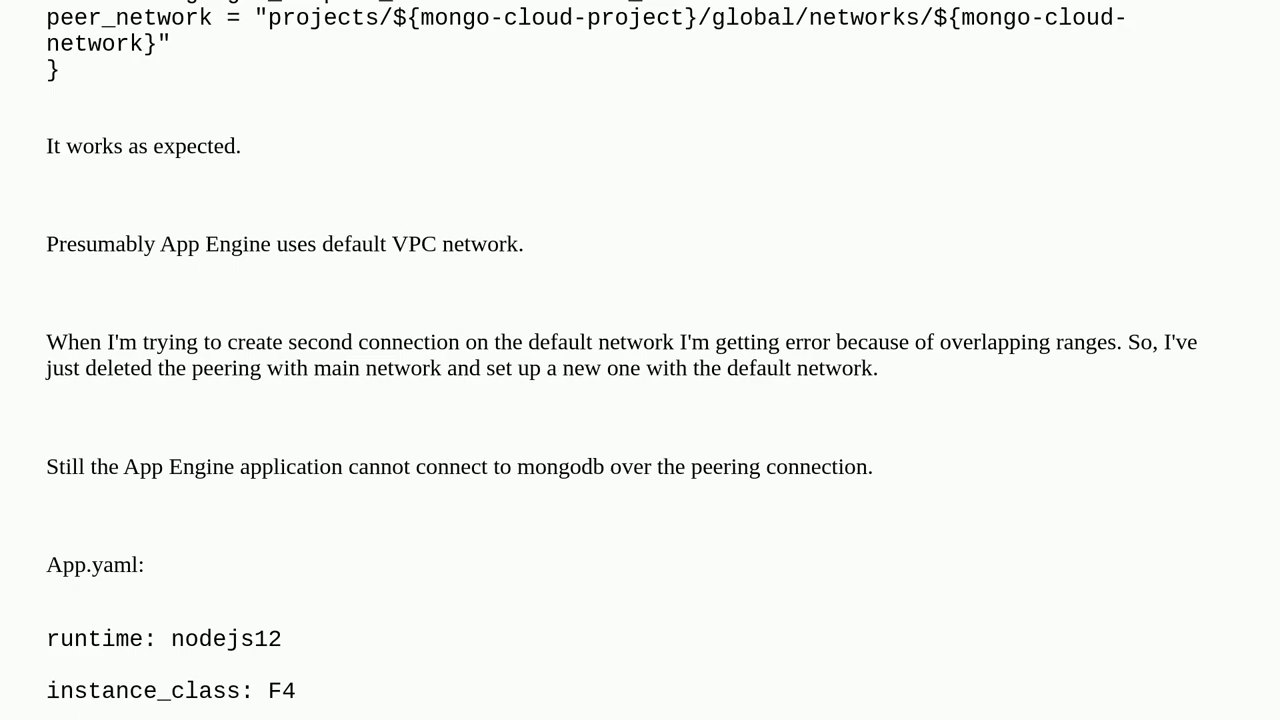 peer_network = "projects/${mongo-cloud-project}/global/networks/${mongo-cloud-
network}"
}
It works as expected.
Presumably App Engine uses default VPC network.
When I'm trying to create second connection on the default network I'm getting error because of overlapping ranges. So, I've
just deleted the peering with main network and set up a new one with the default network.
Still the App Engine application cannot connect to mongodb over the peering connection.
App.yaml:
runtime: nodejs12
instance_class: F4